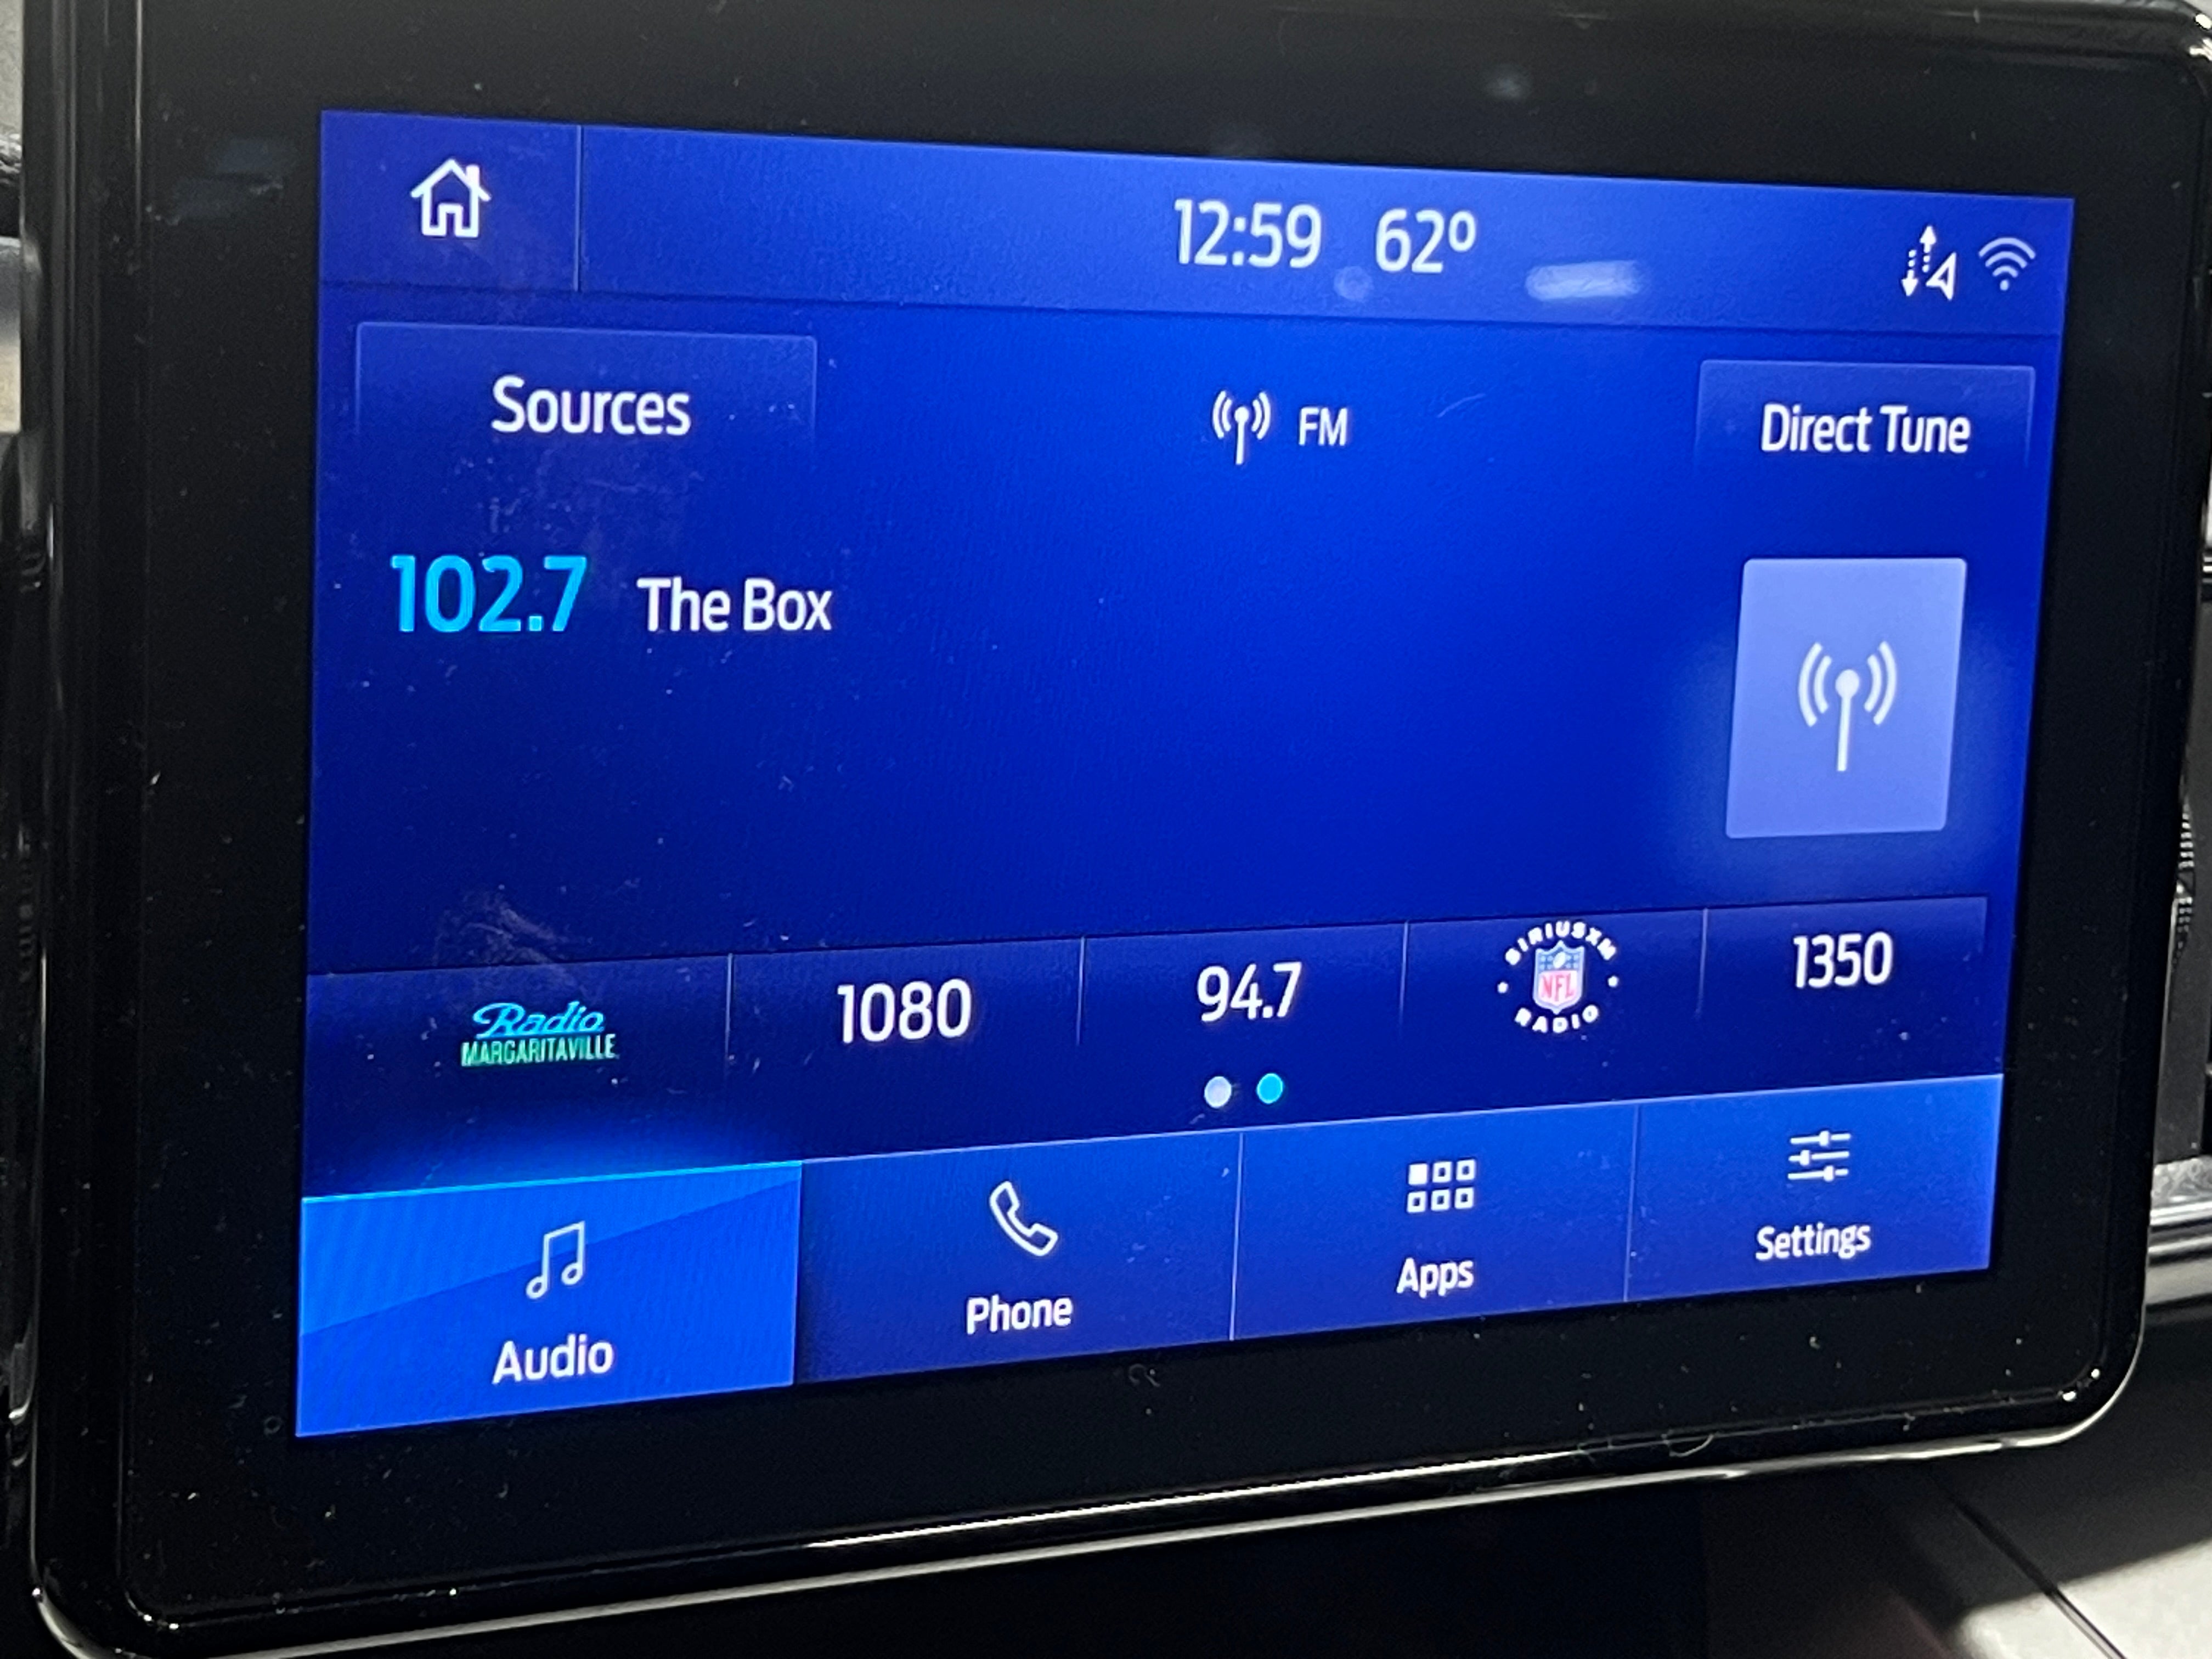 12:59 62º
Sources
FM
Direct Tune
102.7 The Box
Radio
MARGARITAVILLE
1080
94.7
SIRIUSXM
NFL
RADIO
1350
Audio
Phone
Apps
Settings